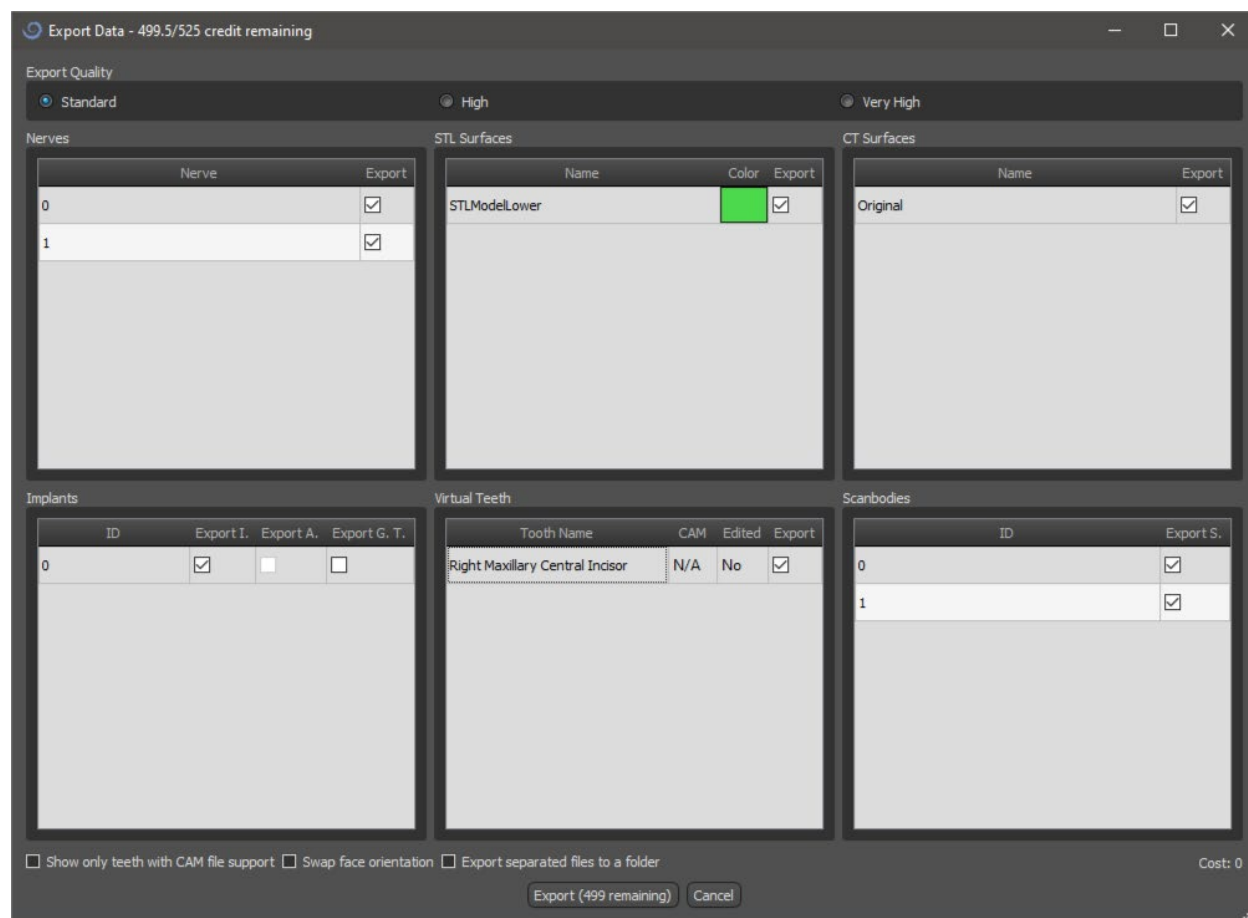 Export Data - 499.5/525 credit remaining
Export Quality
Standard High Very High
Nerves
Nerve Export
0
1
STL Surfaces
Name Color Export
STLModelLower
CT Surfaces
Name Export
Original
Implants
ID Export I. Export A. Export G. T.
0
Virtual Teeth
Tooth Name CAM Edited Export
Right Maxillary Central Incisor N/A No
Scanbodies
ID Export S.
0
1
Show only teeth with CAM file support Swap face orientation Export separated files to a folder Cost: 0
Export (499 remaining) Cancel